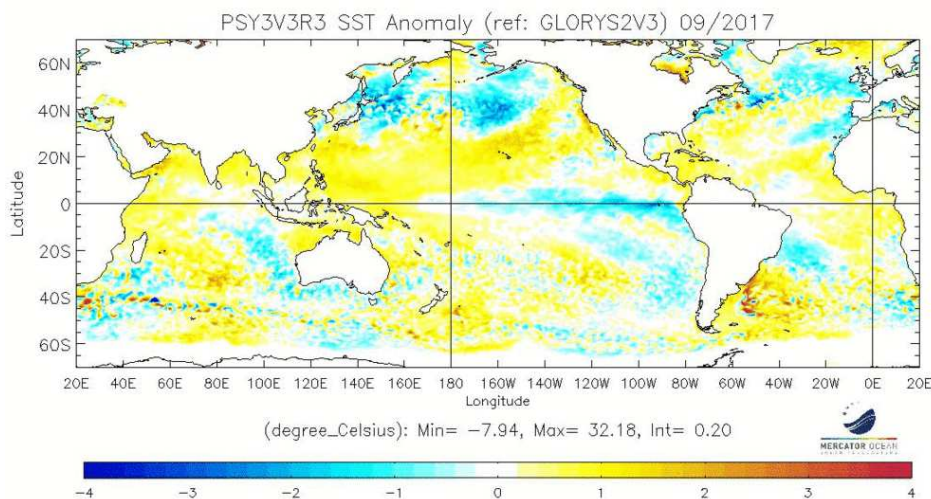 PSY3V3R3 SST Anomaly (ref: GLORYS2V3) 09/2017
60N
40N
20N
0
20S
40S
60S
Latitude
20E 40E 60E 80E 100E 120E 140E 160E 180 160W 140W 120W 100W 80W 60W 40W 20W 0E 20E
Longitude
(degree_Celsius): Min= −7.94, Max= 32.18, Int= 0.20
MERCATOR OCEAN
−4 −3 −2 −1 0 1 2 3 4